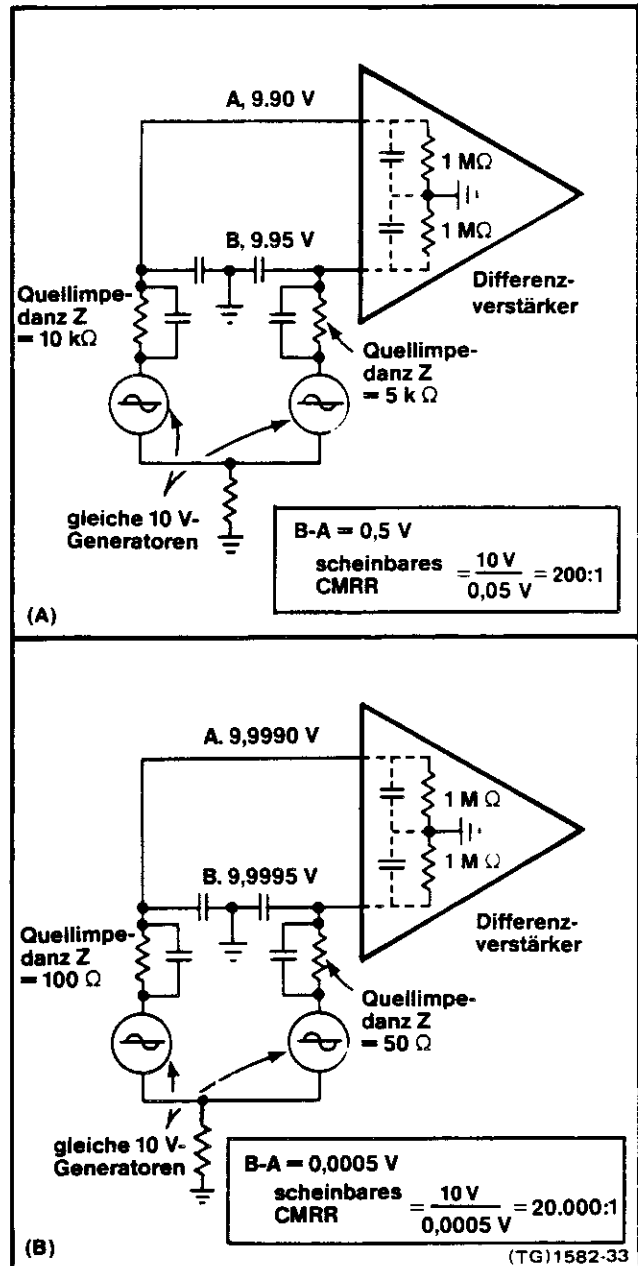 A, 9.90 V
1 MΩ
1 MΩ
B, 9.95 V
Differenz-
verstärker
Quellimpe-
danz Z
= 10 kΩ
Quellimpe-
danz Z
= 5 k Ω
gleiche 10 V-
Generatoren
B-A = 0,5 V
scheinbares
CMRR = 10 V / 0,05 V = 200:1
(A)
A. 9,9990 V
1 M Ω
1 M Ω
B. 9,9995 V
Differenz-
verstärker
Quellimpe-
danz Z
= 100 Ω
Quellimpe-
danz Z
= 50 Ω
gleiche 10 V-
Generatoren
B-A = 0,0005 V
scheinbares
CMRR = 10 V / 0,0005 V = 20.000:1
(B)
(TG)1582-33